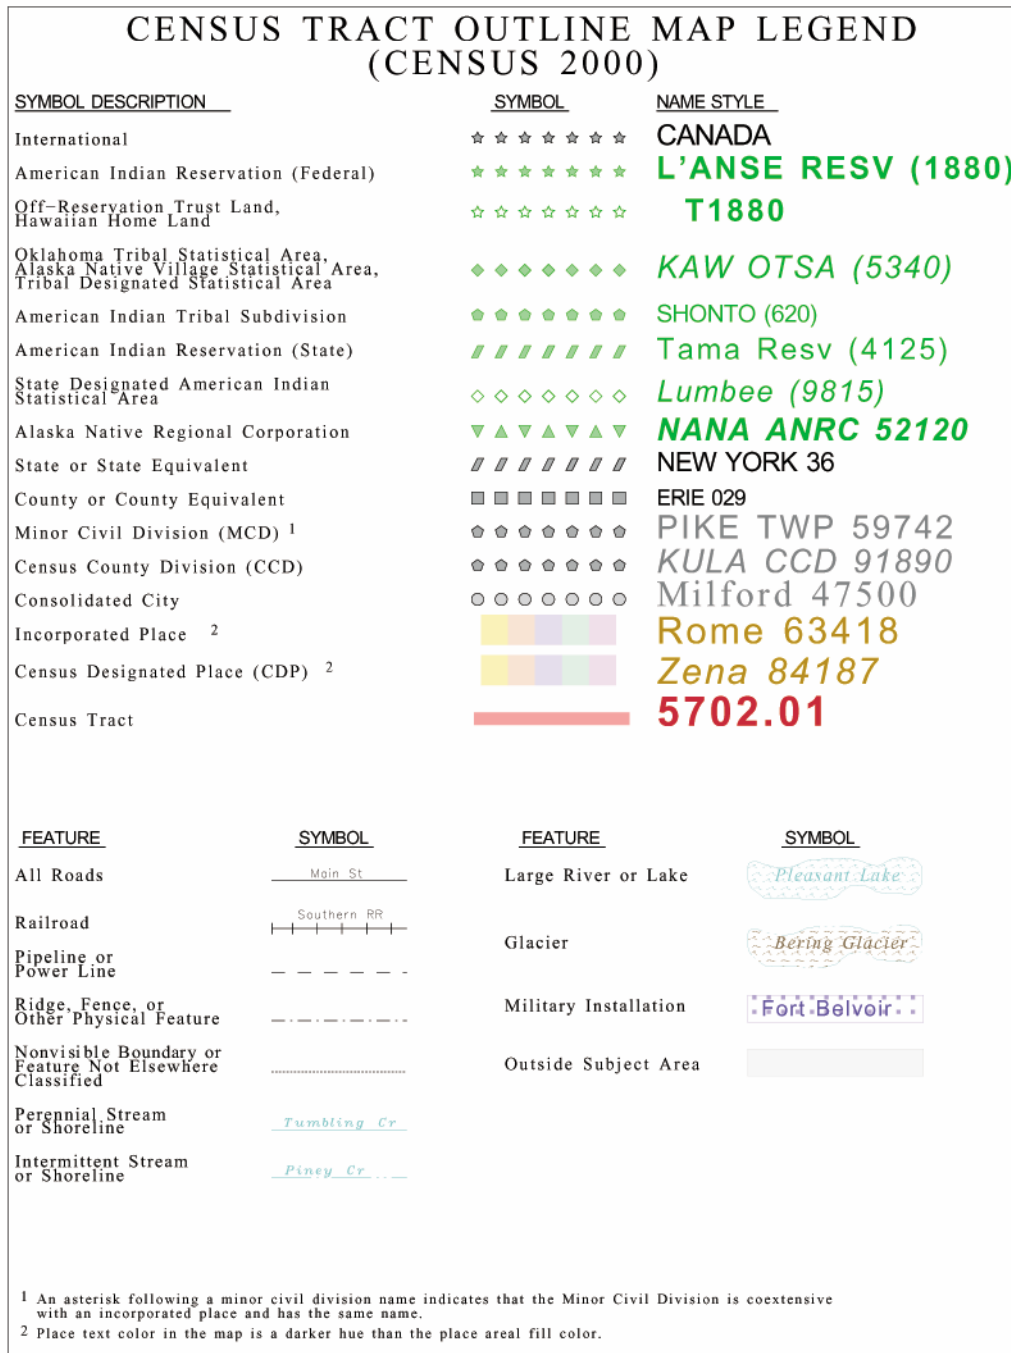 CENSUS TRACT OUTLINE MAP LEGEND
(CENSUS 2000)
SYMBOL DESCRIPTION SYMBOL NAME STYLE
International CANADA
American Indian Reservation (Federal) L'ANSE RESV (1880)
Off-Reservation Trust Land,
Hawaiian Home Land T1880
Oklahoma Tribal Statistical Area,
Alaska Native Village Statistical Area,
Tribal Designated Statistical Area KAW OTSA (5340)
American Indian Tribal Subdivision SHONTO (620)
American Indian Reservation (State) Tama Resv (4125)
State Designated American Indian
Statistical Area Lumbee (9815)
Alaska Native Regional Corporation NANA ANRC 52120
State or State Equivalent NEW YORK 36
County or County Equivalent ERIE 029
Minor Civil Division (MCD) 1 PIKE TWP 59742
Census County Division (CCD) KULA CCD 91890
Consolidated City Milford 47500
Incorporated Place 2 Rome 63418
Census Designated Place (CDP) 2 Zena 84187
Census Tract 5702.01
FEATURE SYMBOL
All Roads Main St
Railroad Southern RR
Pipeline or
Power Line
Ridge, Fence, or
Other Physical Feature
Nonvisible Boundary or
Feature Not Elsewhere
Classified
Perennial Stream
or Shoreline Tumbling Cr
Intermittent Stream
or Shoreline Piney Cr
FEATURE SYMBOL
Large River or Lake Pleasant Lake
Glacier Bering Glacier
Military Installation Fort Belvoir
Outside Subject Area
1 An asterisk following a minor civil division name indicates that the Minor Civil Division is coextensive
with an incorporated place and has the same name.
2 Place text color in the map is a darker hue than the place areal fill color.